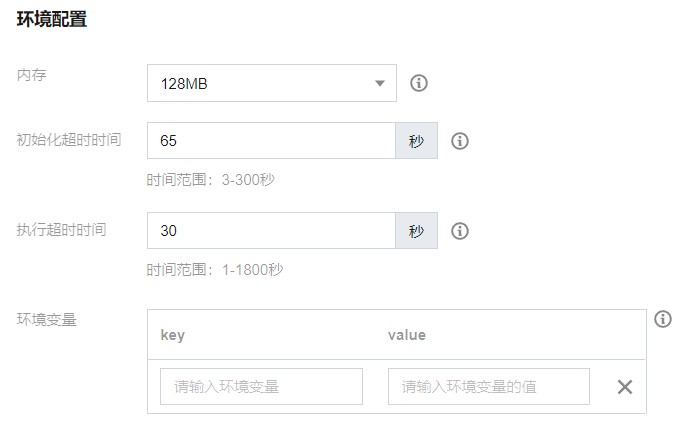 环境配置
内存
128MB
初始化超时时间
65
秒
时间范围：3-300秒
执行超时时间
30
秒
时间范围：1-1800秒
环境变量
key
value
请输入环境变量
请输入环境变量的值